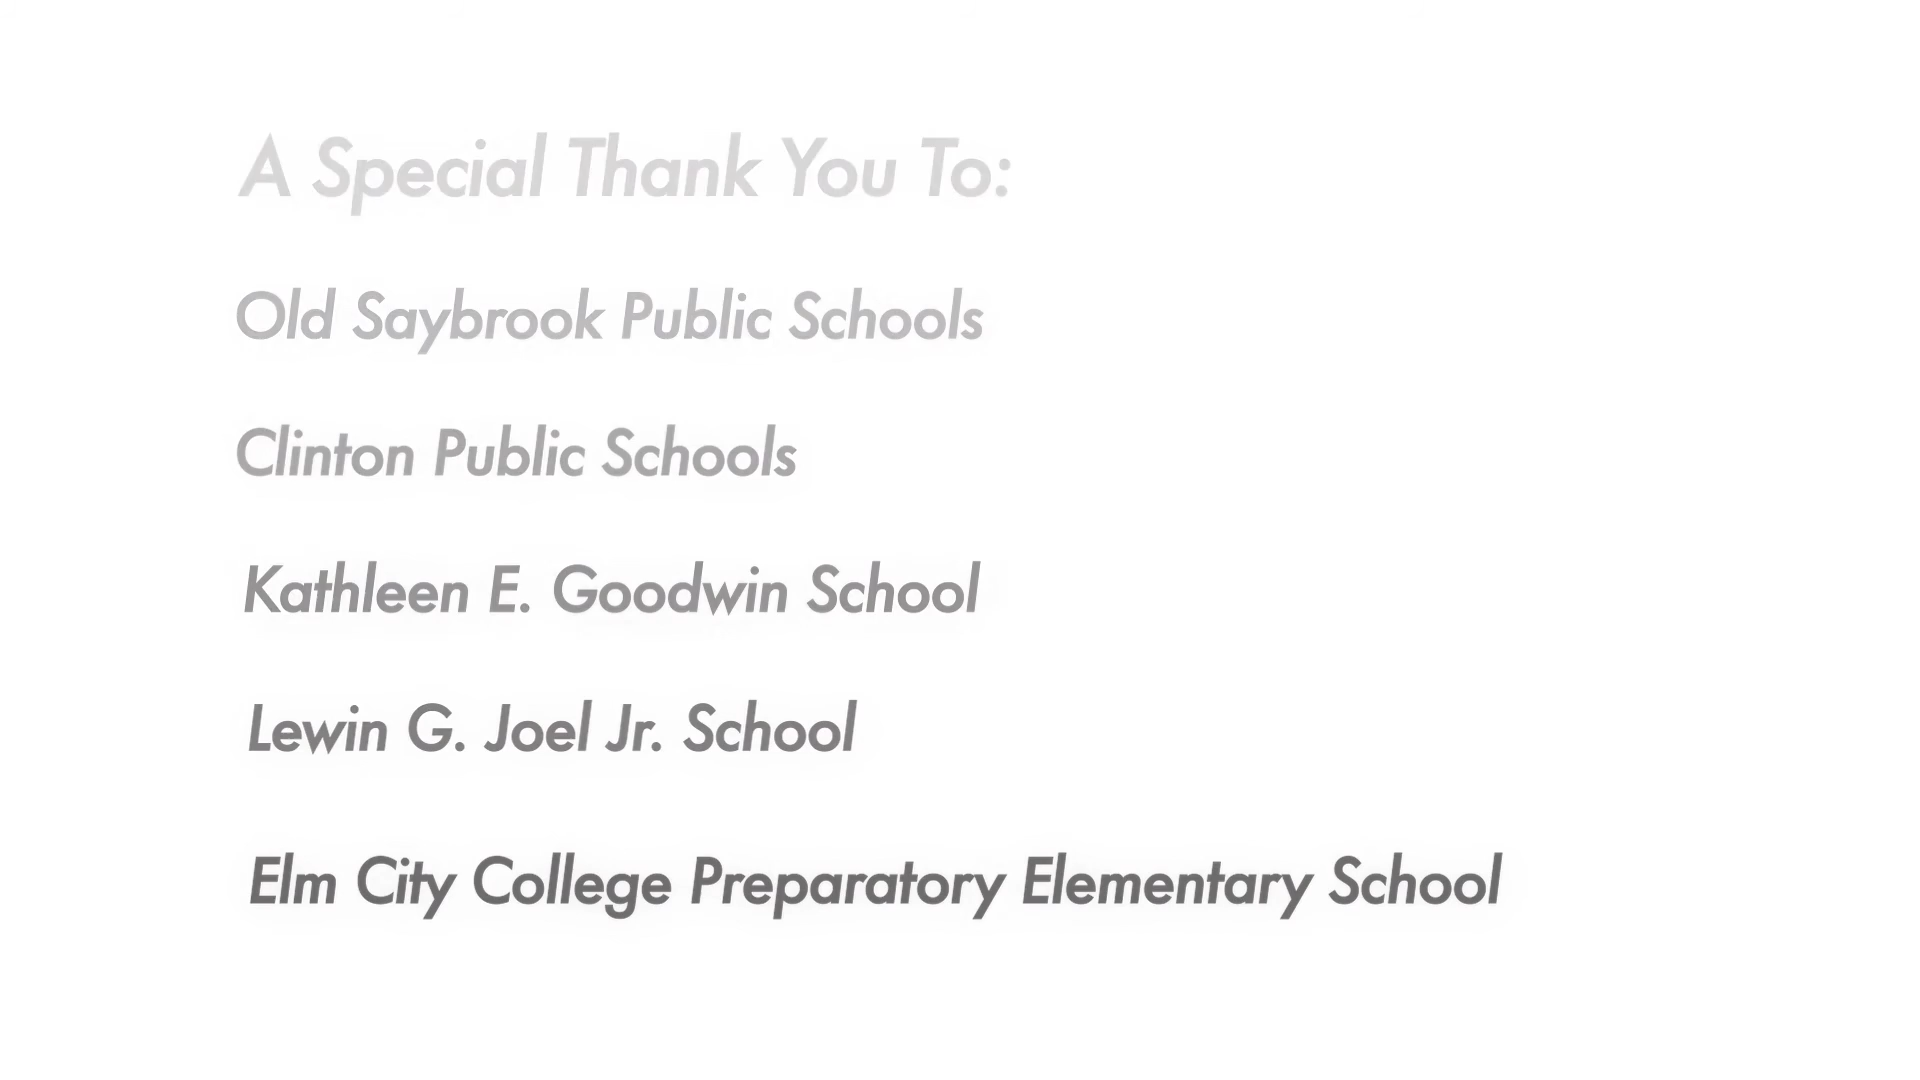 A Special Thank You To:
Old Saybrook Public Schools
Clinton Public Schools
Kathleen E. Goodwin School
Lewin G. Joel Jr. School
Elm City College Preparatory Elementary School